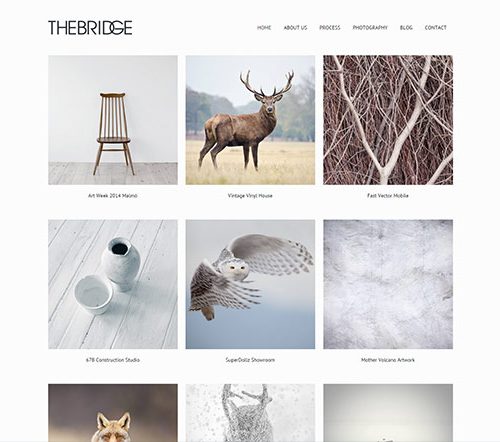 THEBRIDGE
HOME ABOUT US PROCESS PHOTOGRAPHY BLOG CONTACT
Art Week 2014 Malmö Vintage Vinyl House Fast Vector Mobile
67B Construction Studio SuperDollz Showroom Mother Volcano Artwork